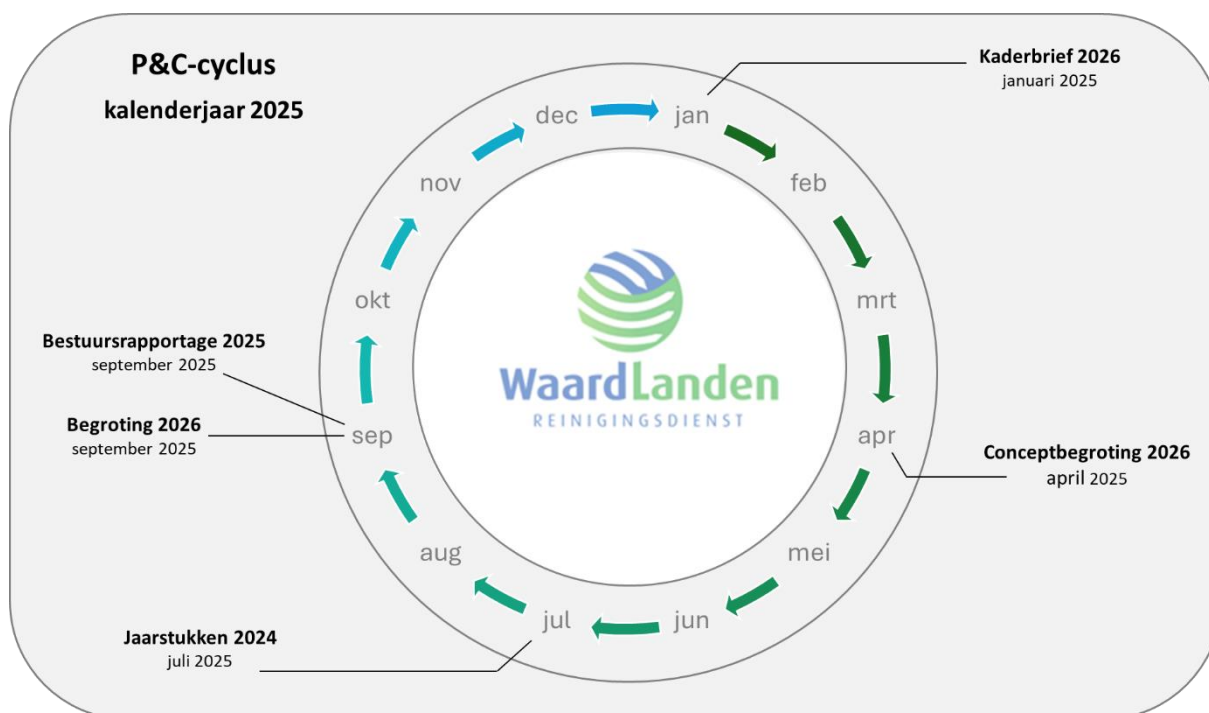 P&C-cyclus
kalenderjaar 2025
Kaderbrief 2026
januari 2025
dec
jan
nov
feb
okt
mrt
Bestuursrapportage 2025
september 2025
WaardLanden
REINIGINGSDIENST
Begroting 2026
september 2025
sep
apr
Conceptbegroting 2026
april 2025
aug
mei
jul
jun
Jaarstukken 2024
juli 2025